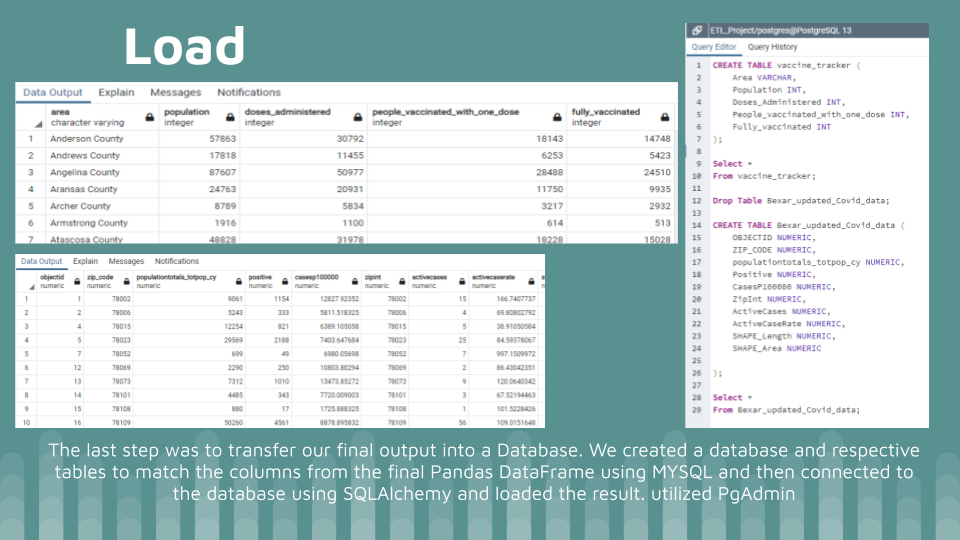 Load
Data Output Explain Messages Notifications
area population doses_administered people_vaccinated_with_one_dose fully_vaccinated
character varying integer integer integer integer
1 Anderson County 57863 30792 18143 14748
2 Andrews County 17818 11455 6253 5423
3 Angelina County 87607 50977 28488 24510
4 Aransas County 24763 20931 11750 9935
5 Archer County 8789 5834 3217 2932
6 Armstrong County 1916 1100 614 513
7 Atascosa County 48828 31978 18228 15028
Data Output Explain Messages Notifications
objectid zip_code populationtotals_totpop_cy positive casesp100000 zipint activecases activecaserate s
numeric numeric numeric numeric numeric numeric numeric numeric
1 1 78002 9061 1154 12827.92352 78002 15 166.7407737
2 2 78006 5243 333 5811.518325 78006 4 69.80802792
3 4 78015 12254 821 6389.105058 78015 5 38.91050584
4 5 78023 29569 2188 7403.647684 78023 25 84.59378067
5 7 78052 699 49 6980.05698 78052 7 997.1509972
6 12 78069 2290 250 10803.80294 78069 2 86.43042351
7 13 78073 7312 1010 13473.85272 78073 9 120.0640342
8 14 78101 4485 343 7720.009003 78101 3 67.52194463
9 15 78108 880 17 1725.888325 78108 1 101.5228426
10 16 78109 50260 4561 8878.895832 78109 56 109.0151648
ETL_Project/postgres@PostgreSQL 13
Query Editor Query History
1 CREATE TABLE vaccine_tracker (
2 Area VARCHAR,
3 Population INT,
4 Doses_Administered INT,
5 People_vaccinated_with_one_dose INT,
6 Fully_vaccinated INT
7 );
8
9 Select *
10 From vaccine_tracker;
11
12 Drop Table Bexar_updated_Covid_data;
13
14 CREATE TABLE Bexar_updated_Covid_data (
15 OBJECTID NUMERIC,
16 ZIP_CODE NUMERIC,
17 populationtotals_totpop_cy NUMERIC,
18 Positive NUMERIC,
19 CasesP100000 NUMERIC,
20 ZipInt NUMERIC,
21 ActiveCases NUMERIC,
22 ActiveCaseRate NUMERIC,
23 SHAPE_Length NUMERIC,
24 SHAPE_Area NUMERIC
25
26 );
27
28 Select *
29 From Bexar_updated_Covid_data;
The last step was to transfer our final output into a Database. We created a database and respective
tables to match the columns from the final Pandas DataFrame using MYSQL and then connected to
the database using SQLAlchemy and loaded the result. utilized PgAdmin